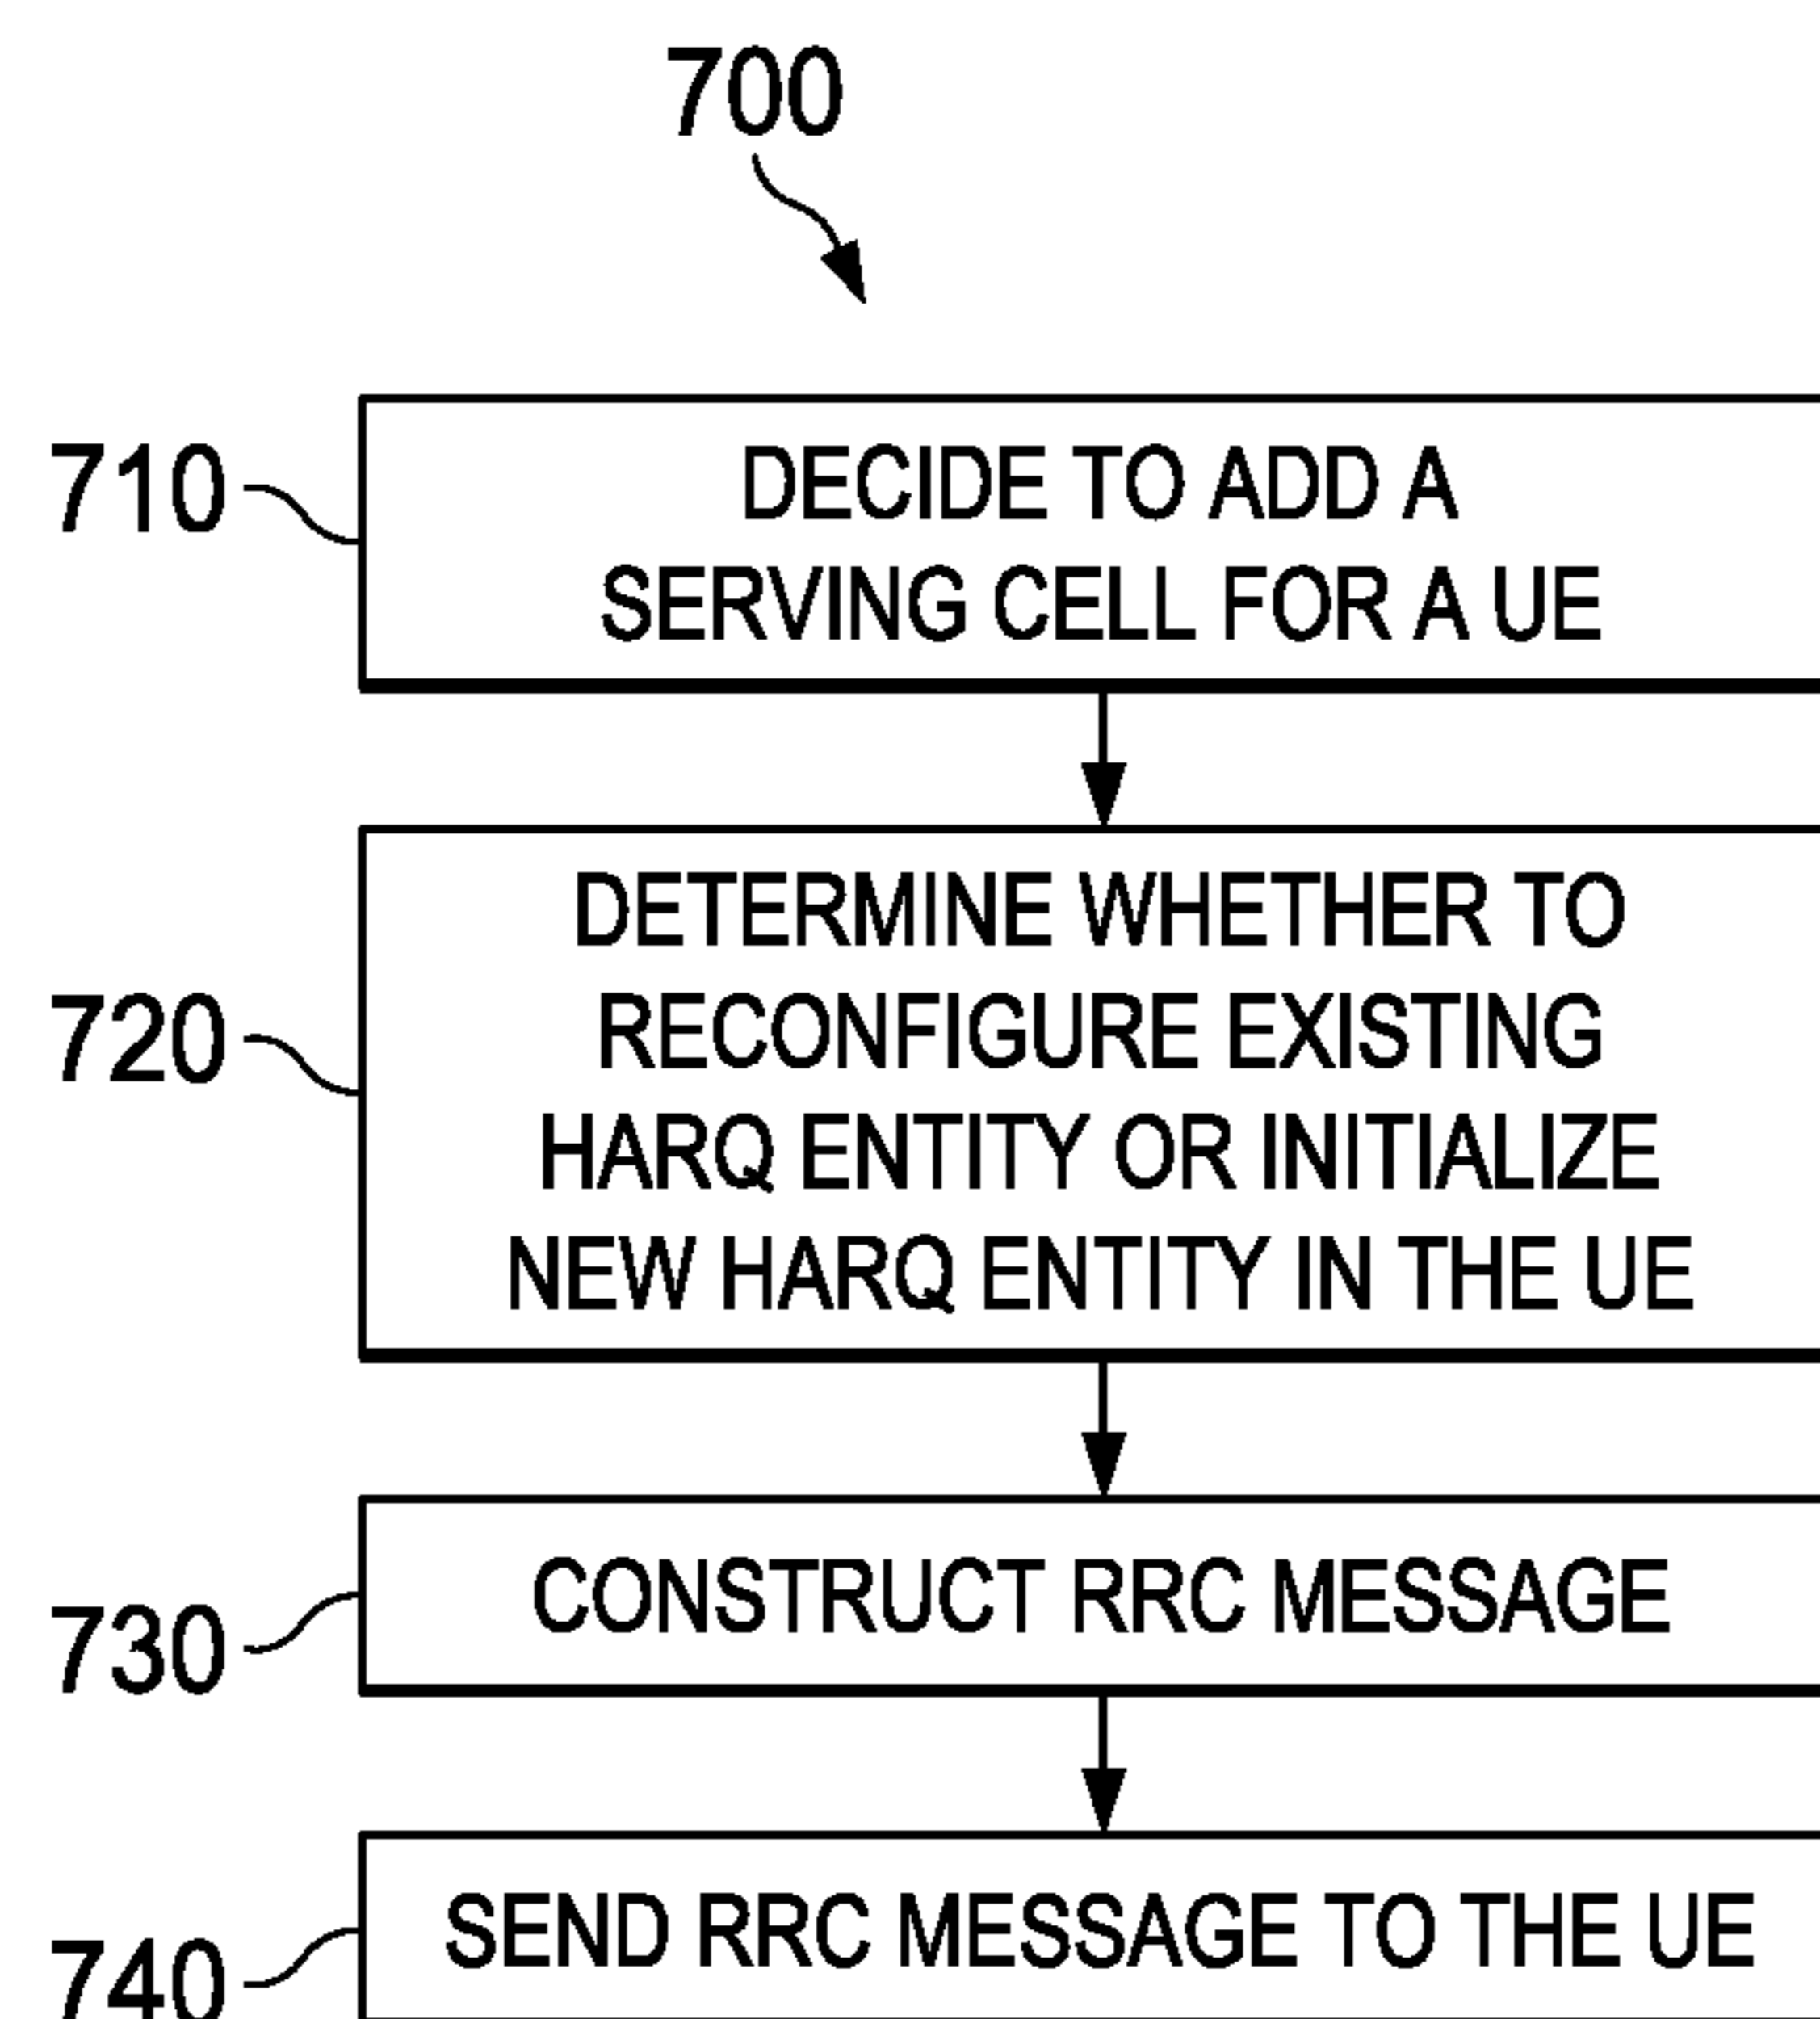 700
710
DECIDE TO ADD A
SERVING CELL FOR A UE
720
DETERMINE WHETHER TO
RECONFIGURE EXISTING
HARQ ENTITY OR INITIALIZE
NEW HARQ ENTITY IN THE UE
730
CONSTRUCT RRC MESSAGE
740
SEND RRC MESSAGE TO THE UE